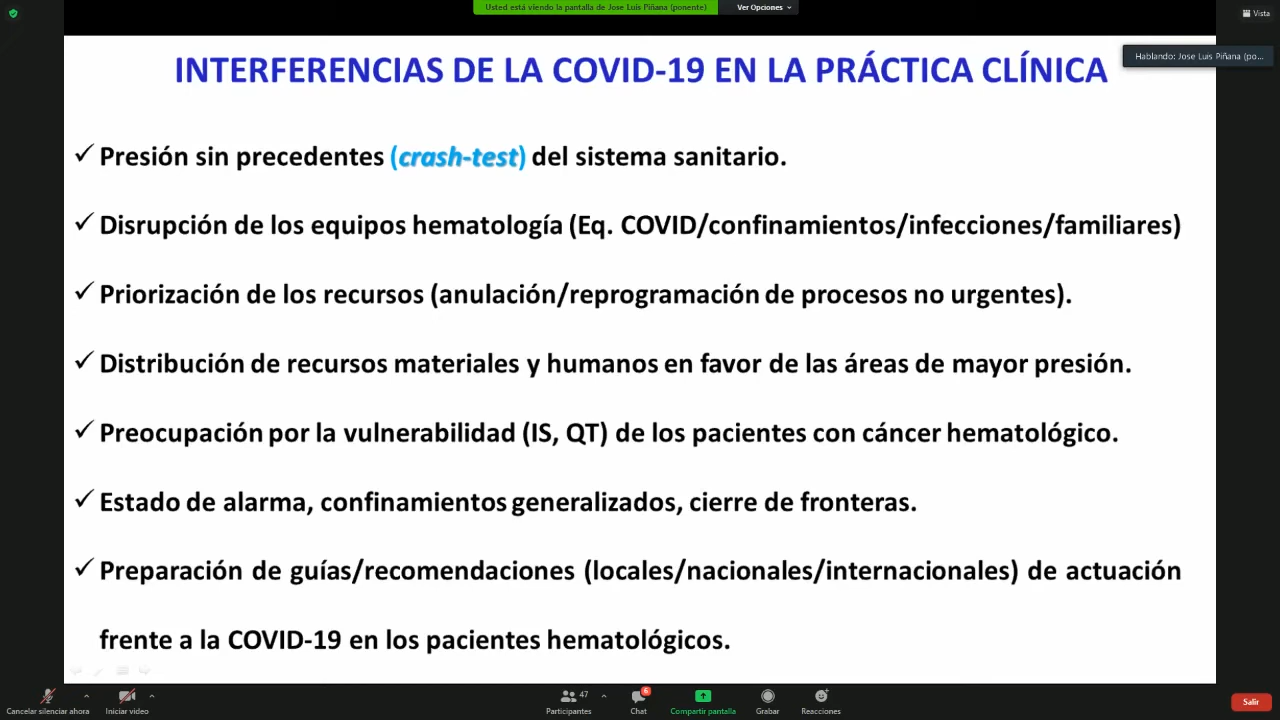 Usted está viendo la pantalla de Jose Luis Piñana (ponente)
Ver Opciones
Vista
Hablando: Jose Luis Piñana (po...
INTERFERENCIAS DE LA COVID-19 EN LA PRÁCTICA CLÍNICA
✓ Presión sin precedentes (crash-test) del sistema sanitario.
✓ Disrupción de los equipos hematología (Eq. COVID/confinamientos/infecciones/familiares)
✓ Priorización de los recursos (anulación/reprogramación de procesos no urgentes).
✓ Distribución de recursos materiales y humanos en favor de las áreas de mayor presión.
✓ Preocupación por la vulnerabilidad (IS, QT) de los pacientes con cáncer hematológico.
✓ Estado de alarma, confinamientos generalizados, cierre de fronteras.
✓ Preparación de guías/recomendaciones (locales/nacionales/internacionales) de actuación
frente a la COVID-19 en los pacientes hematológicos.
Cancelar silenciar ahora
Iniciar video
47
Participantes
6
Chat
Compartir pantalla
Grabar
Reacciones
Salir